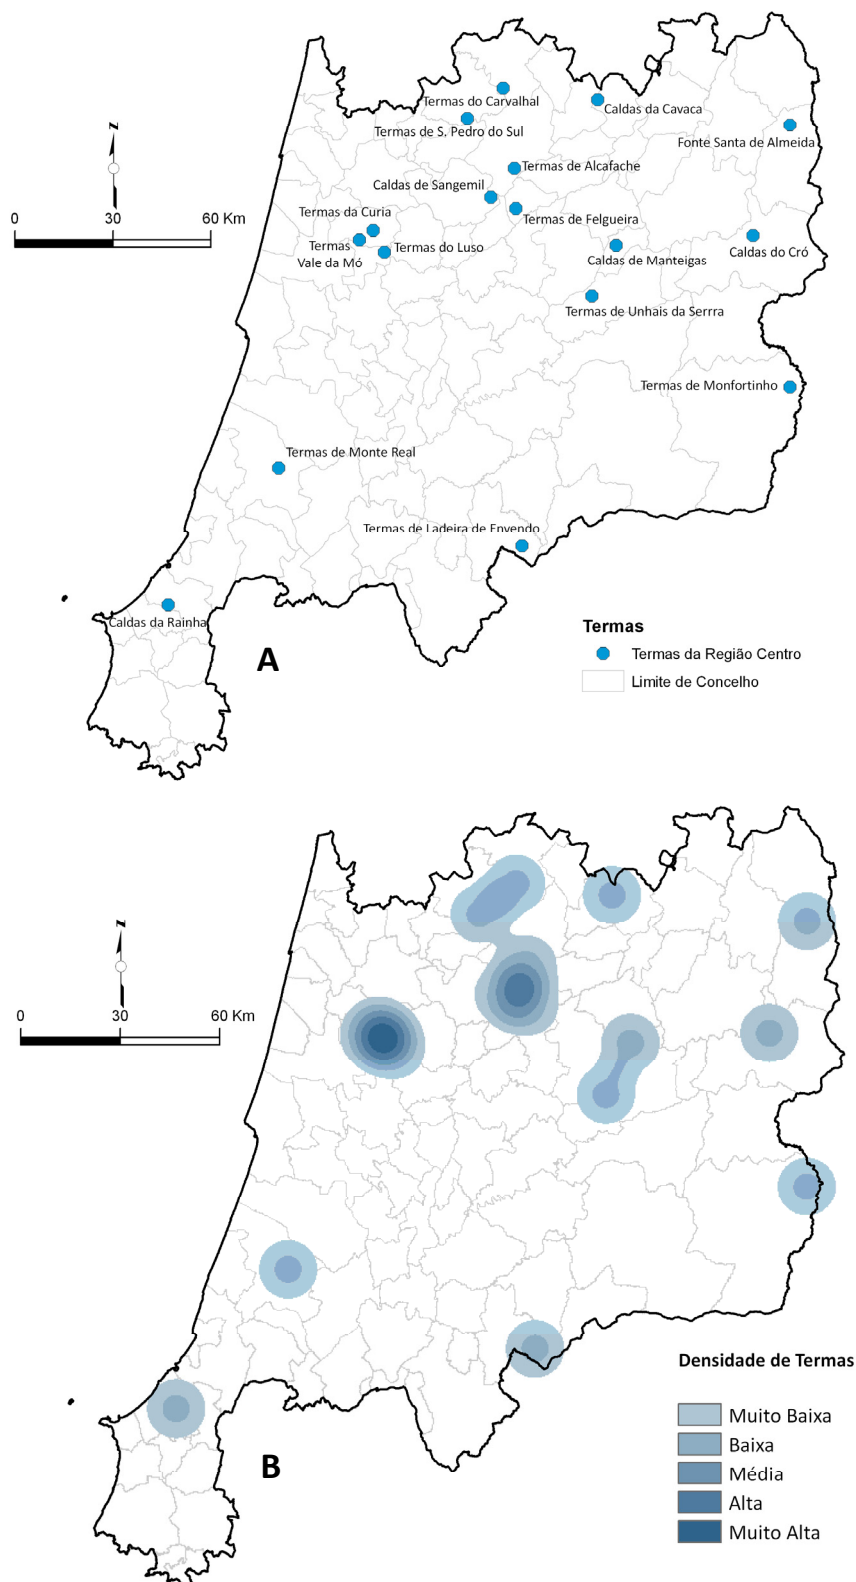 Termas do Carvalhal
Caldas da Cavaca
Termas de S. Pedro do Sul
Fonte Santa de Almeida
Termas de Alcafache
Caldas de Sangemil
Termas da Curia
Termas de Felgueira
Termas
Vale da Mó
Termas do Luso
Caldas de Manteigas
Caldas do Cró
Termas de Unhais da Serrra
Termas de Monfortinho
Termas de Monte Real
Termas de Ladeira de Envendo
Caldas da Rainha
z
0 30 60 Km
A
Termas
Termas da Região Centro
Limite de Concelho
z
0 30 60 Km
B
Densidade de Termas
Muito Baixa
Baixa
Média
Alta
Muito Alta